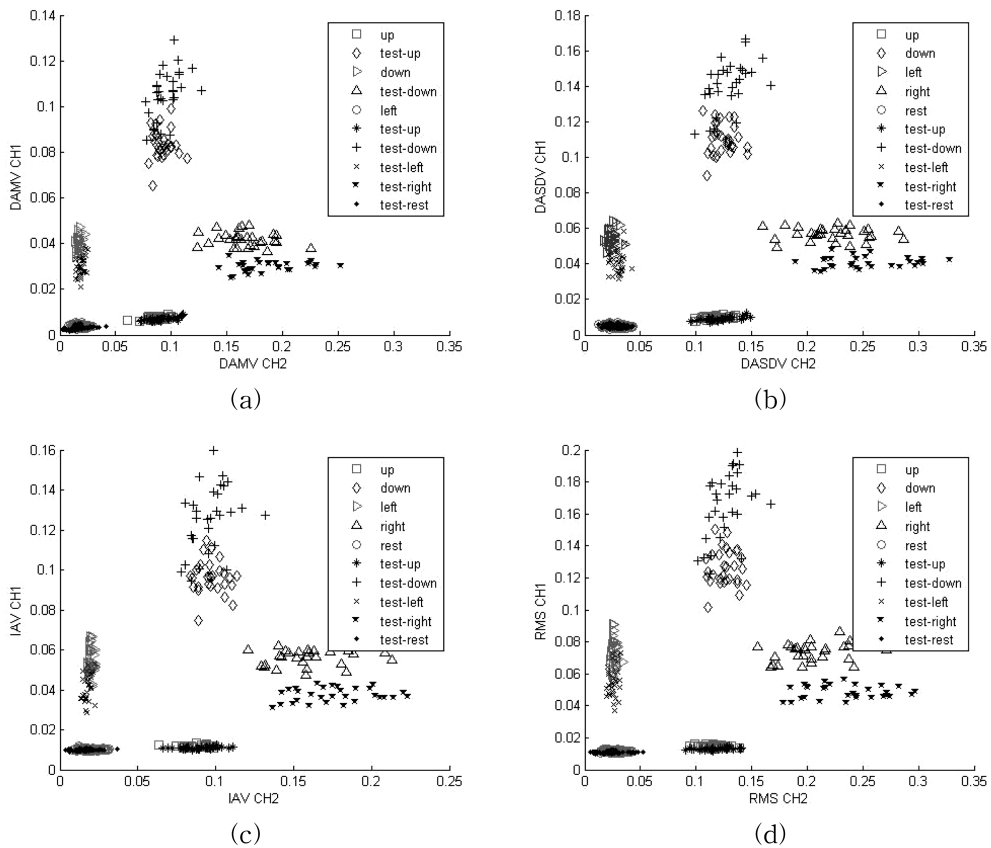 0.14
0.12
0.1
0.08
0.06
0.04
0.02
0
DAMV CH1
0 0.05 0.1 0.15 0.2 0.25 0.3 0.35
DAMV CH2
up
test-up
down
test-down
left
test-up
test-down
test-left
test-right
test-rest
(a)
0.18
0.16
0.14
0.12
0.1
0.08
0.06
0.04
0.02
0
DASDV CH1
0 0.05 0.1 0.15 0.2 0.25 0.3 0.35
DASDV CH2
up
down
left
right
rest
test-up
test-down
test-left
test-right
test-rest
(b)
0.16
0.14
0.12
0.1
0.08
0.06
0.04
0.02
0
IAV CH1
0 0.05 0.1 0.15 0.2 0.25
IAV CH2
up
down
left
right
rest
test-up
test-down
test-left
test-right
test-rest
(c)
0.2
0.18
0.16
0.14
0.12
0.1
0.08
0.06
0.04
0.02
0
RMS CH1
0 0.05 0.1 0.15 0.2 0.25 0.3 0.35
RMS CH2
up
down
left
right
rest
test-up
test-down
test-left
test-right
test-rest
(d)